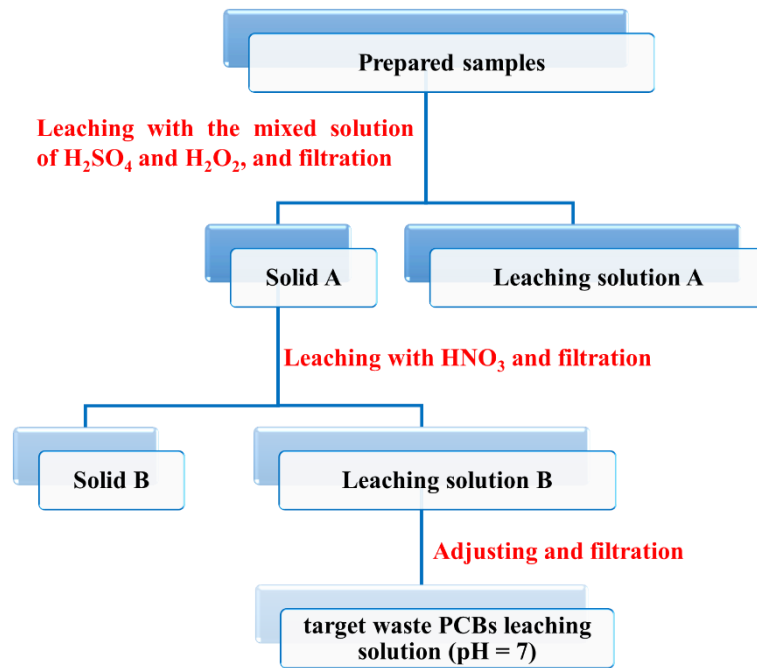 Prepared samples
Leaching with the mixed solution
of H₂SO₄ and H₂O₂, and filtration
Solid A
Leaching solution A
Leaching with HNO₃ and filtration
Solid B
Leaching solution B
Adjusting and filtration
target waste PCBs leaching
solution (pH = 7)